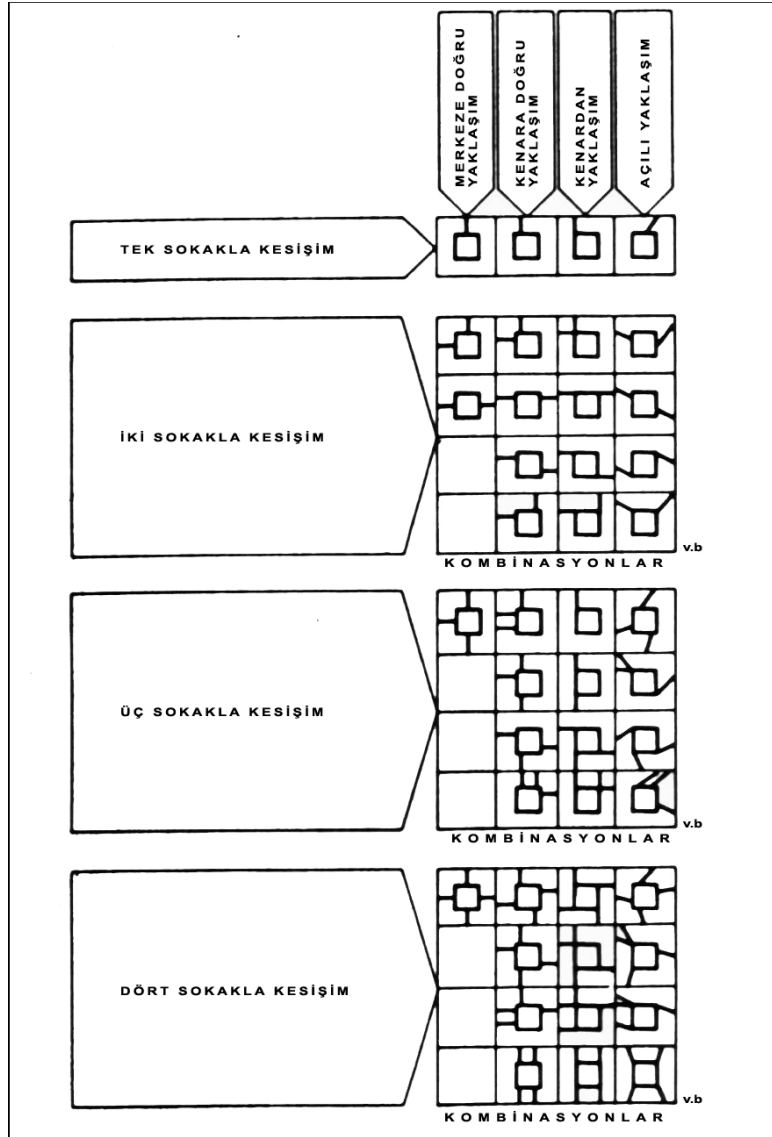 MERKEZE DOĞRU
YAKLAŞIM
KENARA DOĞRU
YAKLAŞIM
KENARDAN
YAKLAŞIM
AÇILI YAKLAŞIM
TEK SOKAKLA KESİŞİM
İKİ SOKAKLA KESİŞİM
v.b
KOMBİNASYONLAR
ÜÇ SOKAKLA KESİŞİM
v.b
KOMBİNASYONLAR
DÖRT SOKAKLA KESİŞİM
v.b
KOMBİNASYONLAR